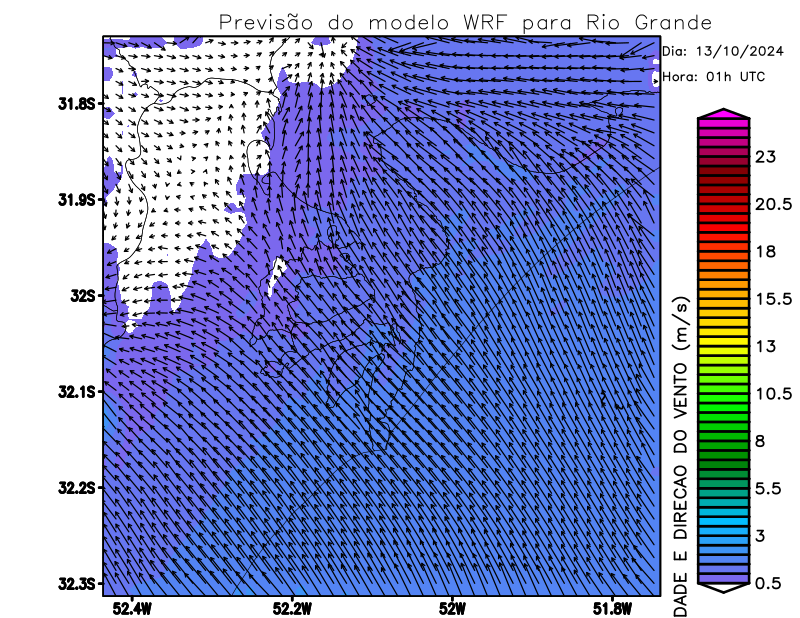 Previsão do modelo WRF para Rio Grande
Dia: 13/10/2024
Hora: 01h UTC
31.8S
31.9S
32S
32.1S
32.2S
32.3S
52.4W
52.2W
52W
51.8W
DADE E DIRECAO DO VENTO (m/s)
23
20.5
18
15.5
13
10.5
8
5.5
3
0.5